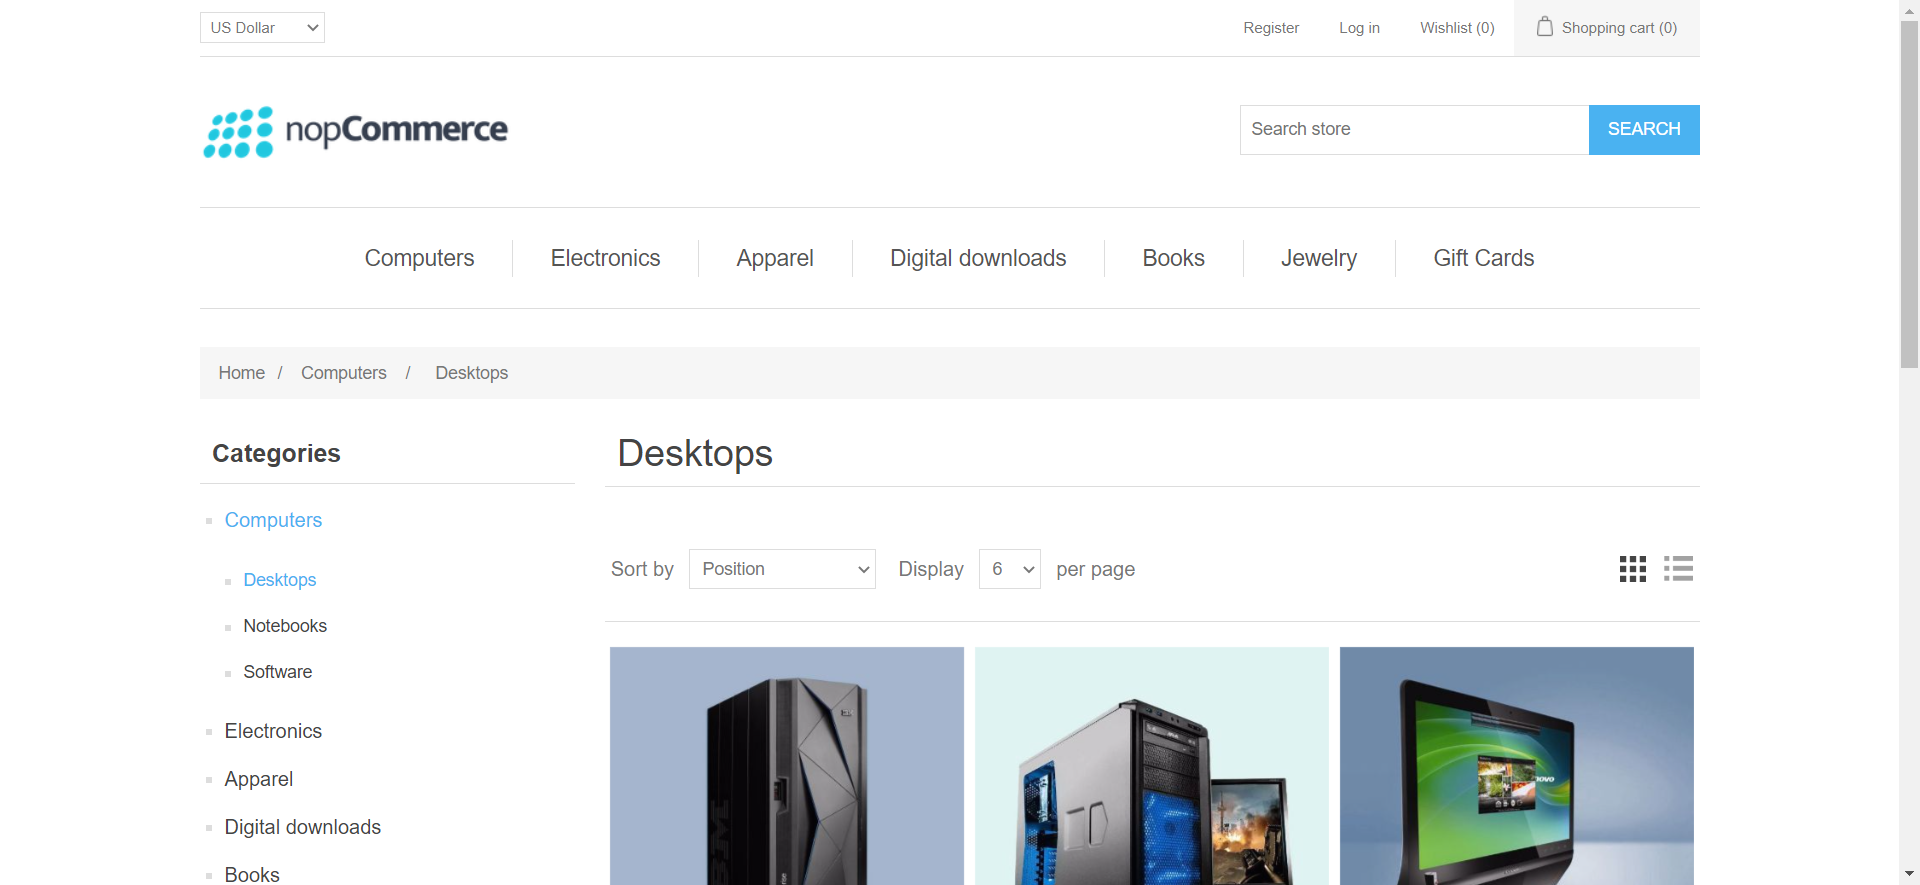 US Dollar
Register
Log in
Wishlist (0)
Shopping cart (0)
nopCommerce
Search store
SEARCH
Computers
Electronics
Apparel
Digital downloads
Books
Jewelry
Gift Cards
Home / Computers / Desktops
Categories
Computers
Desktops
Notebooks
Software
Electronics
Apparel
Digital downloads
Books
Desktops
Sort by Position Display 6 per page